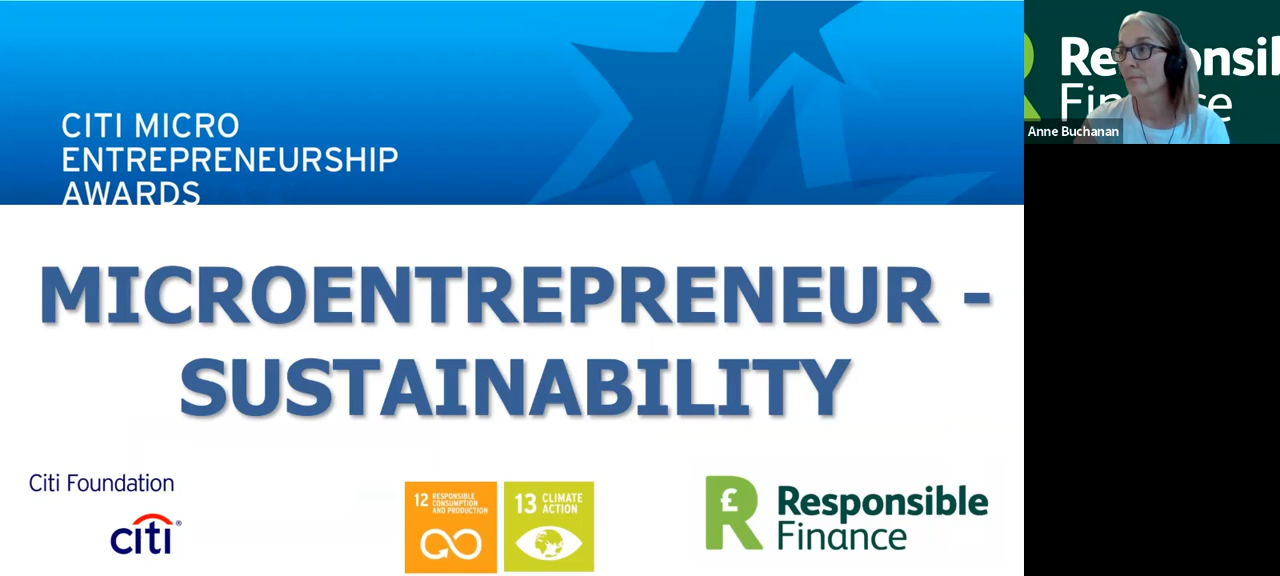 CITI MICRO
ENTREPRENEURSHIP
AWARDS
MICROENTREPRENEUR -
SUSTAINABILITY
Citi Foundation
citi®
12 RESPONSIBLE
CONSUMPTION
AND PRODUCTION
13 CLIMATE
ACTION
£
Responsible
Finance
Anne Buchanan